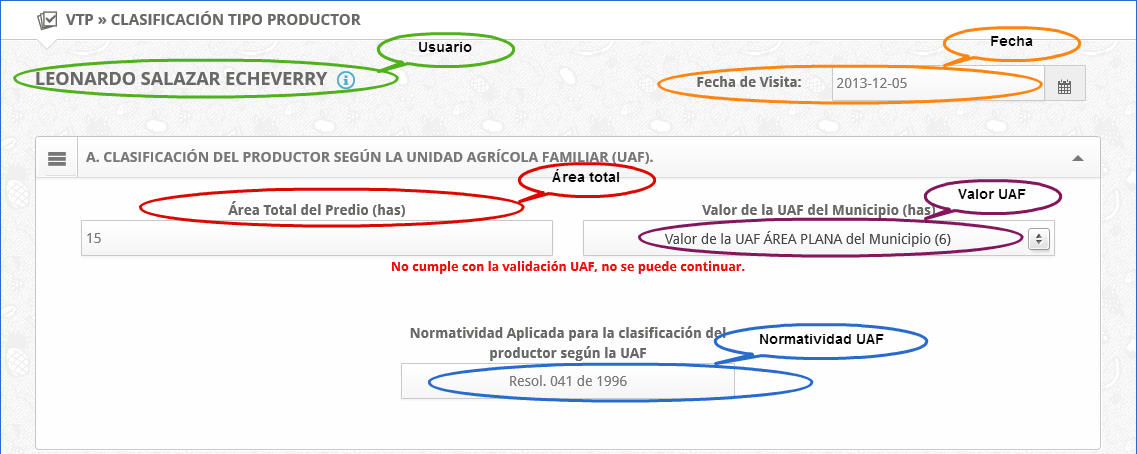 VTP » CLASIFICACIÓN TIPO PRODUCTOR
Usuario
Fecha
LEONARDO SALAZAR ECHEVERRY
Fecha de Visita:
2013-12-05
A. CLASIFICACIÓN DEL PRODUCTOR SEGÚN LA UNIDAD AGRÍCOLA FAMILIAR (UAF).
Área total
Valor UAF
Área Total del Predio (has)
Valor de la UAF del Municipio (has)
15
Valor de la UAF ÁREA PLANA del Municipio (6)
No cumple con la validación UAF, no se puede continuar.
Normatividad Aplicada para la clasificación del
productor según la UAF
Normatividad UAF
Resol. 041 de 1996